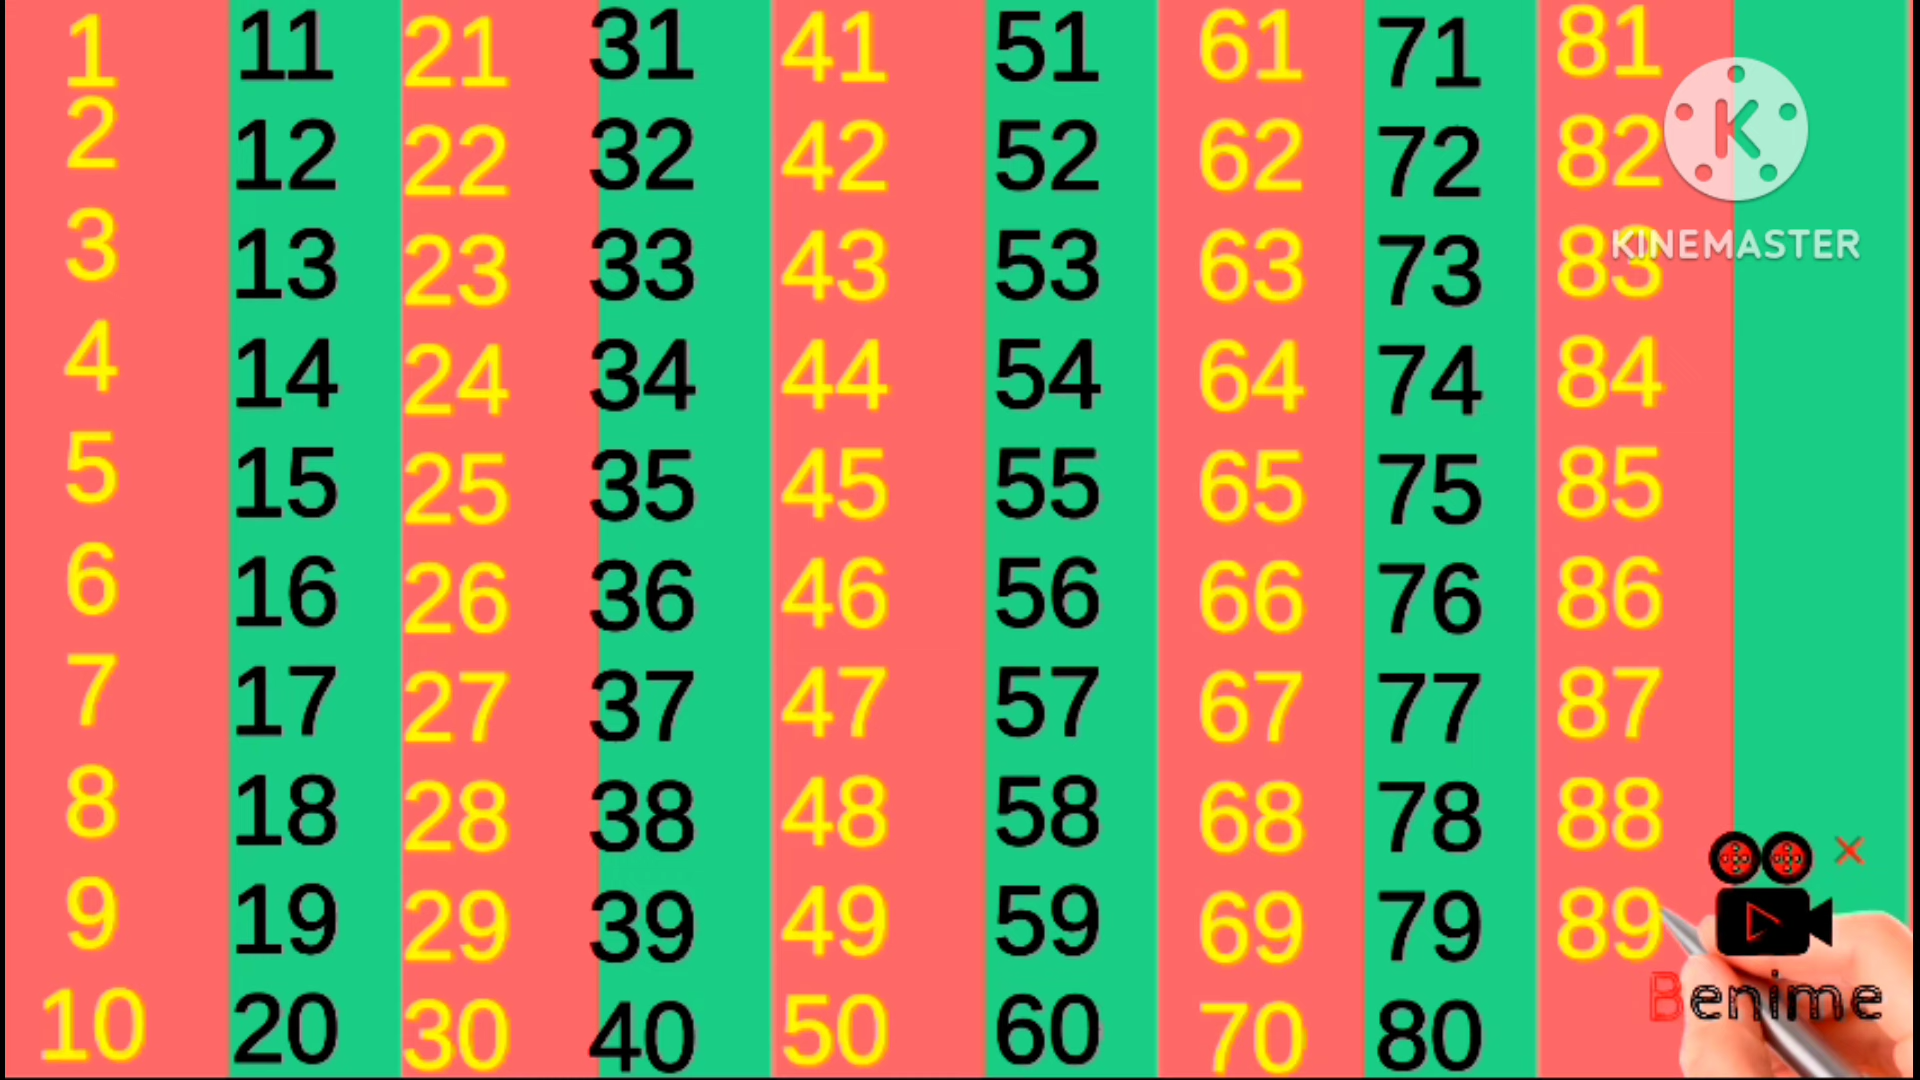 1 11 21 31 41 51 61 71 81
2 12 22 32 42 52 62 72 82
3 13 23 33 43 53 63 73 83
KINEMASTER
4 14 24 34 44 54 64 74 84
5 15 25 35 45 55 65 75 85
6 16 26 36 46 56 66 76 86
7 17 27 37 47 57 67 77 87
8 18 28 38 48 58 68 78 88
9 19 29 39 49 59 69 79 89
Benime
10 20 30 40 50 60 70 80